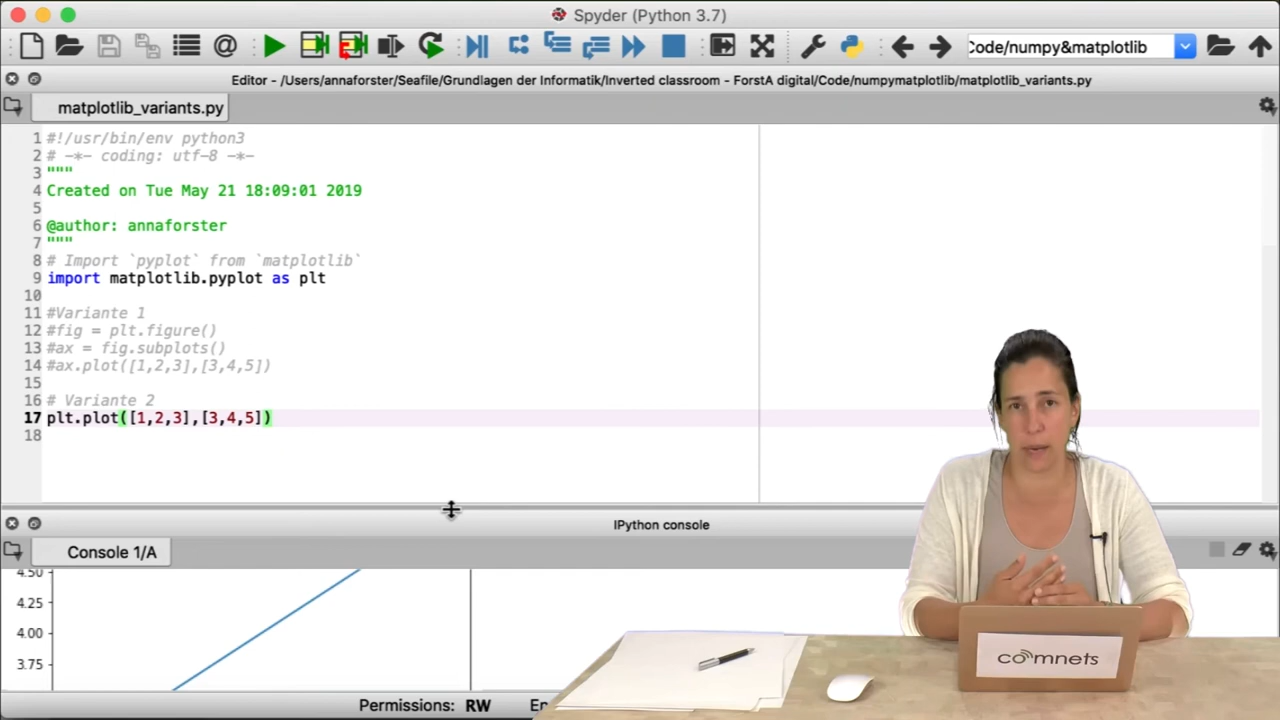 Spyder (Python 3.7)
Code/numpy&matplotlib
Editor - /Users/annaforster/Seafile/Grundlagen der Informatik/Inverted classroom - ForstA digital/Code/numpymatplotlib/matplotlib_variants.py
matplotlib_variants.py
1 #!/usr/bin/env python3
2 # -*- coding: utf-8 -*-
3 """
4 Created on Tue May 21 18:09:01 2019
5
6 @author: annaforster
7 """
8 # Import `pyplot` from `matplotlib`
9 import matplotlib.pyplot as plt
10
11 #Variante 1
12 #fig = plt.figure()
13 #ax = fig.subplots()
14 #ax.plot([1,2,3],[3,4,5])
15
16 # Variante 2
17 plt.plot([1,2,3],[3,4,5])
18
IPython console
Console 1/A
4.50
4.25
4.00
3.75
Permissions: RW
comnets